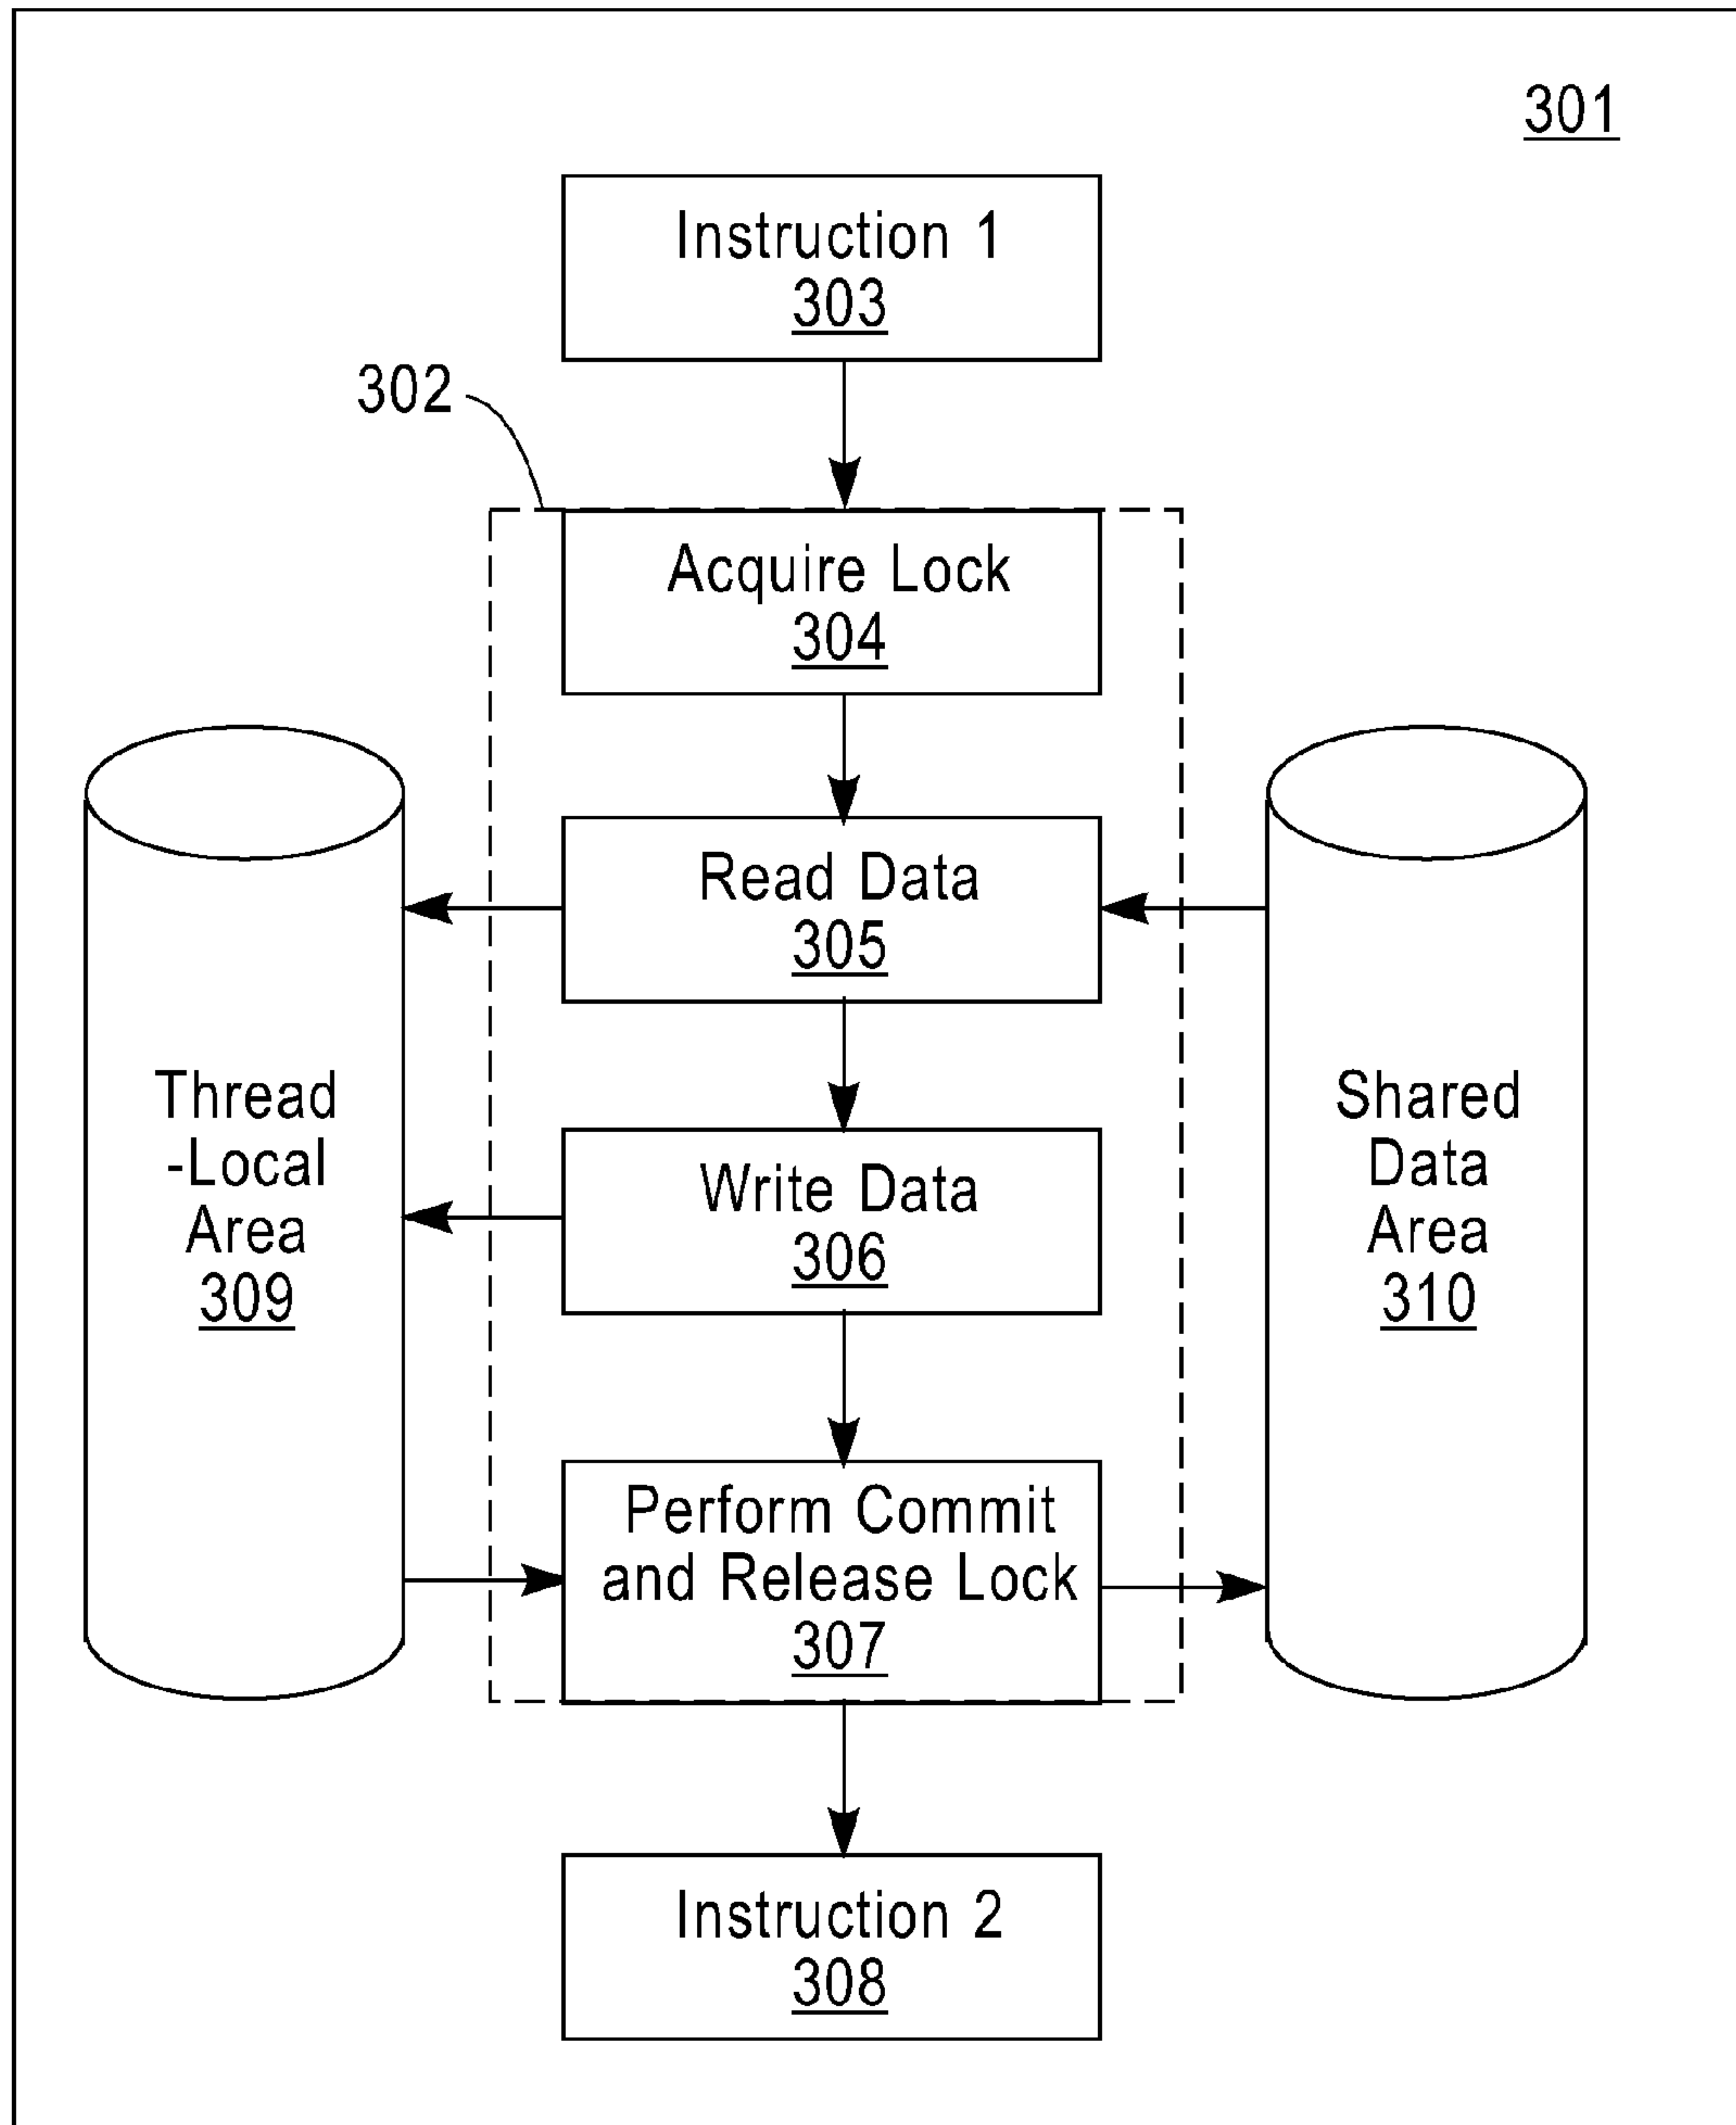 301
Instruction 1
303
302
Acquire Lock
304
Read Data
305
Thread
-Local
Area
309
Write Data
306
Shared
Data
Area
310
Perform Commit
and Release Lock
307
Instruction 2
308